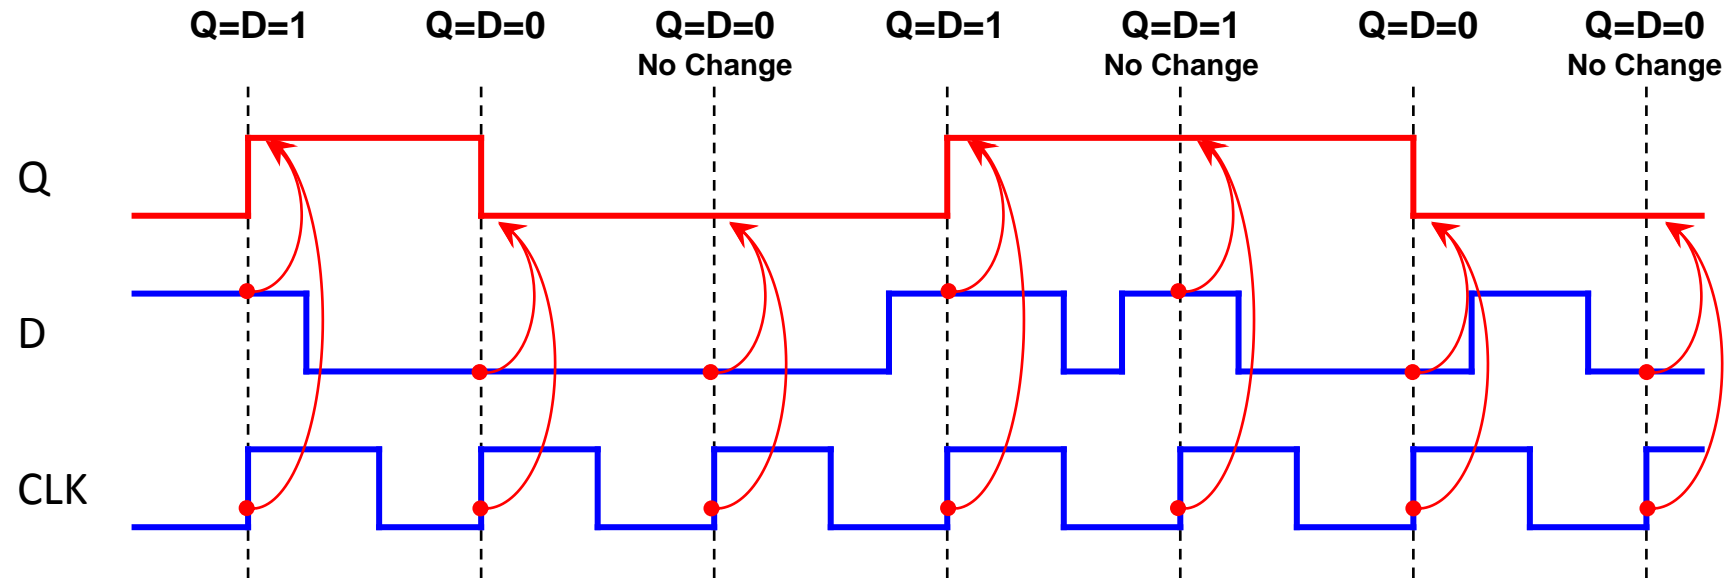 Q=D=1 Q=D=0 Q=D=0 Q=D=1 Q=D=1 Q=D=0 Q=D=0
No Change No Change No Change
Q
D
CLK